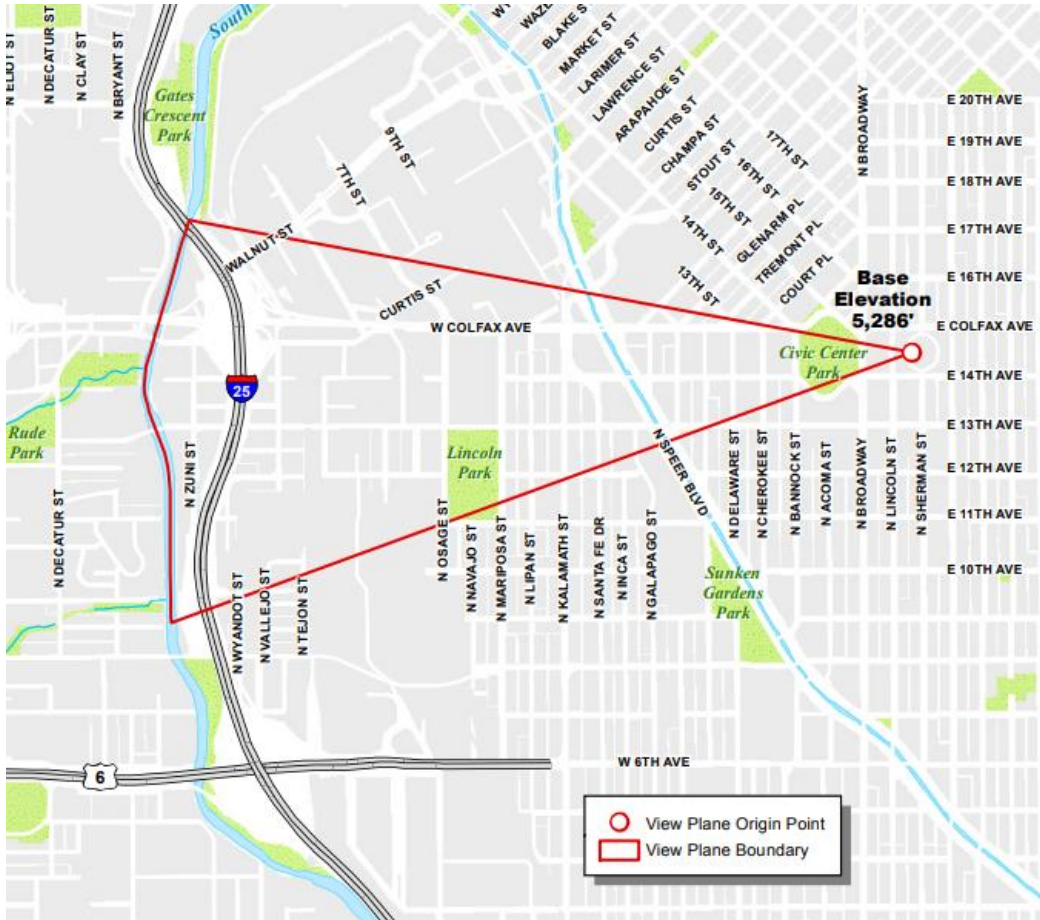 South
N ELIOT ST
N DECATUR ST
N CLAY ST
N BRYANT ST
Gates
Crescent
Park
WAZE
BLAKE ST
MARKET ST
LARIMER ST
LAWRENCE ST
ARAPAHOE ST
CURTIS ST
CHAMPA ST
STOUT ST
17TH ST
16TH ST
15TH ST
14TH ST
13TH ST
GLENARM PL
TREMONT PL
COURT PL
N BROADWAY
E 20TH AVE
E 19TH AVE
E 18TH AVE
E 17TH AVE
E 16TH AVE
E COLFAX AVE
E 14TH AVE
E 13TH AVE
E 12TH AVE
E 11TH AVE
E 10TH AVE
9TH ST
7TH ST
WALNUT ST
CURTIS ST
W COLFAX AVE
Base
Elevation
5,286'
Civic Center
Park
25
Rude
Park
Lincoln
Park
N DECATUR ST
N ZUNI ST
N WYANDOT ST
N VALLEJO ST
N TEJON ST
N OSAGE ST
N NAVAJO ST
N MARIPOSA ST
N LIPAN ST
N KALAMATH ST
N SANTA FE DR
N INCA ST
N GALAPAGO ST
N SPEER BLVD
N DELAWARE ST
N CHEROKEE ST
N BANNOCK ST
N ACOMA ST
N BROADWAY
N LINCOLN ST
N SHERMAN ST
Sunken
Gardens
Park
6
W 6TH AVE
View Plane Origin Point
View Plane Boundary